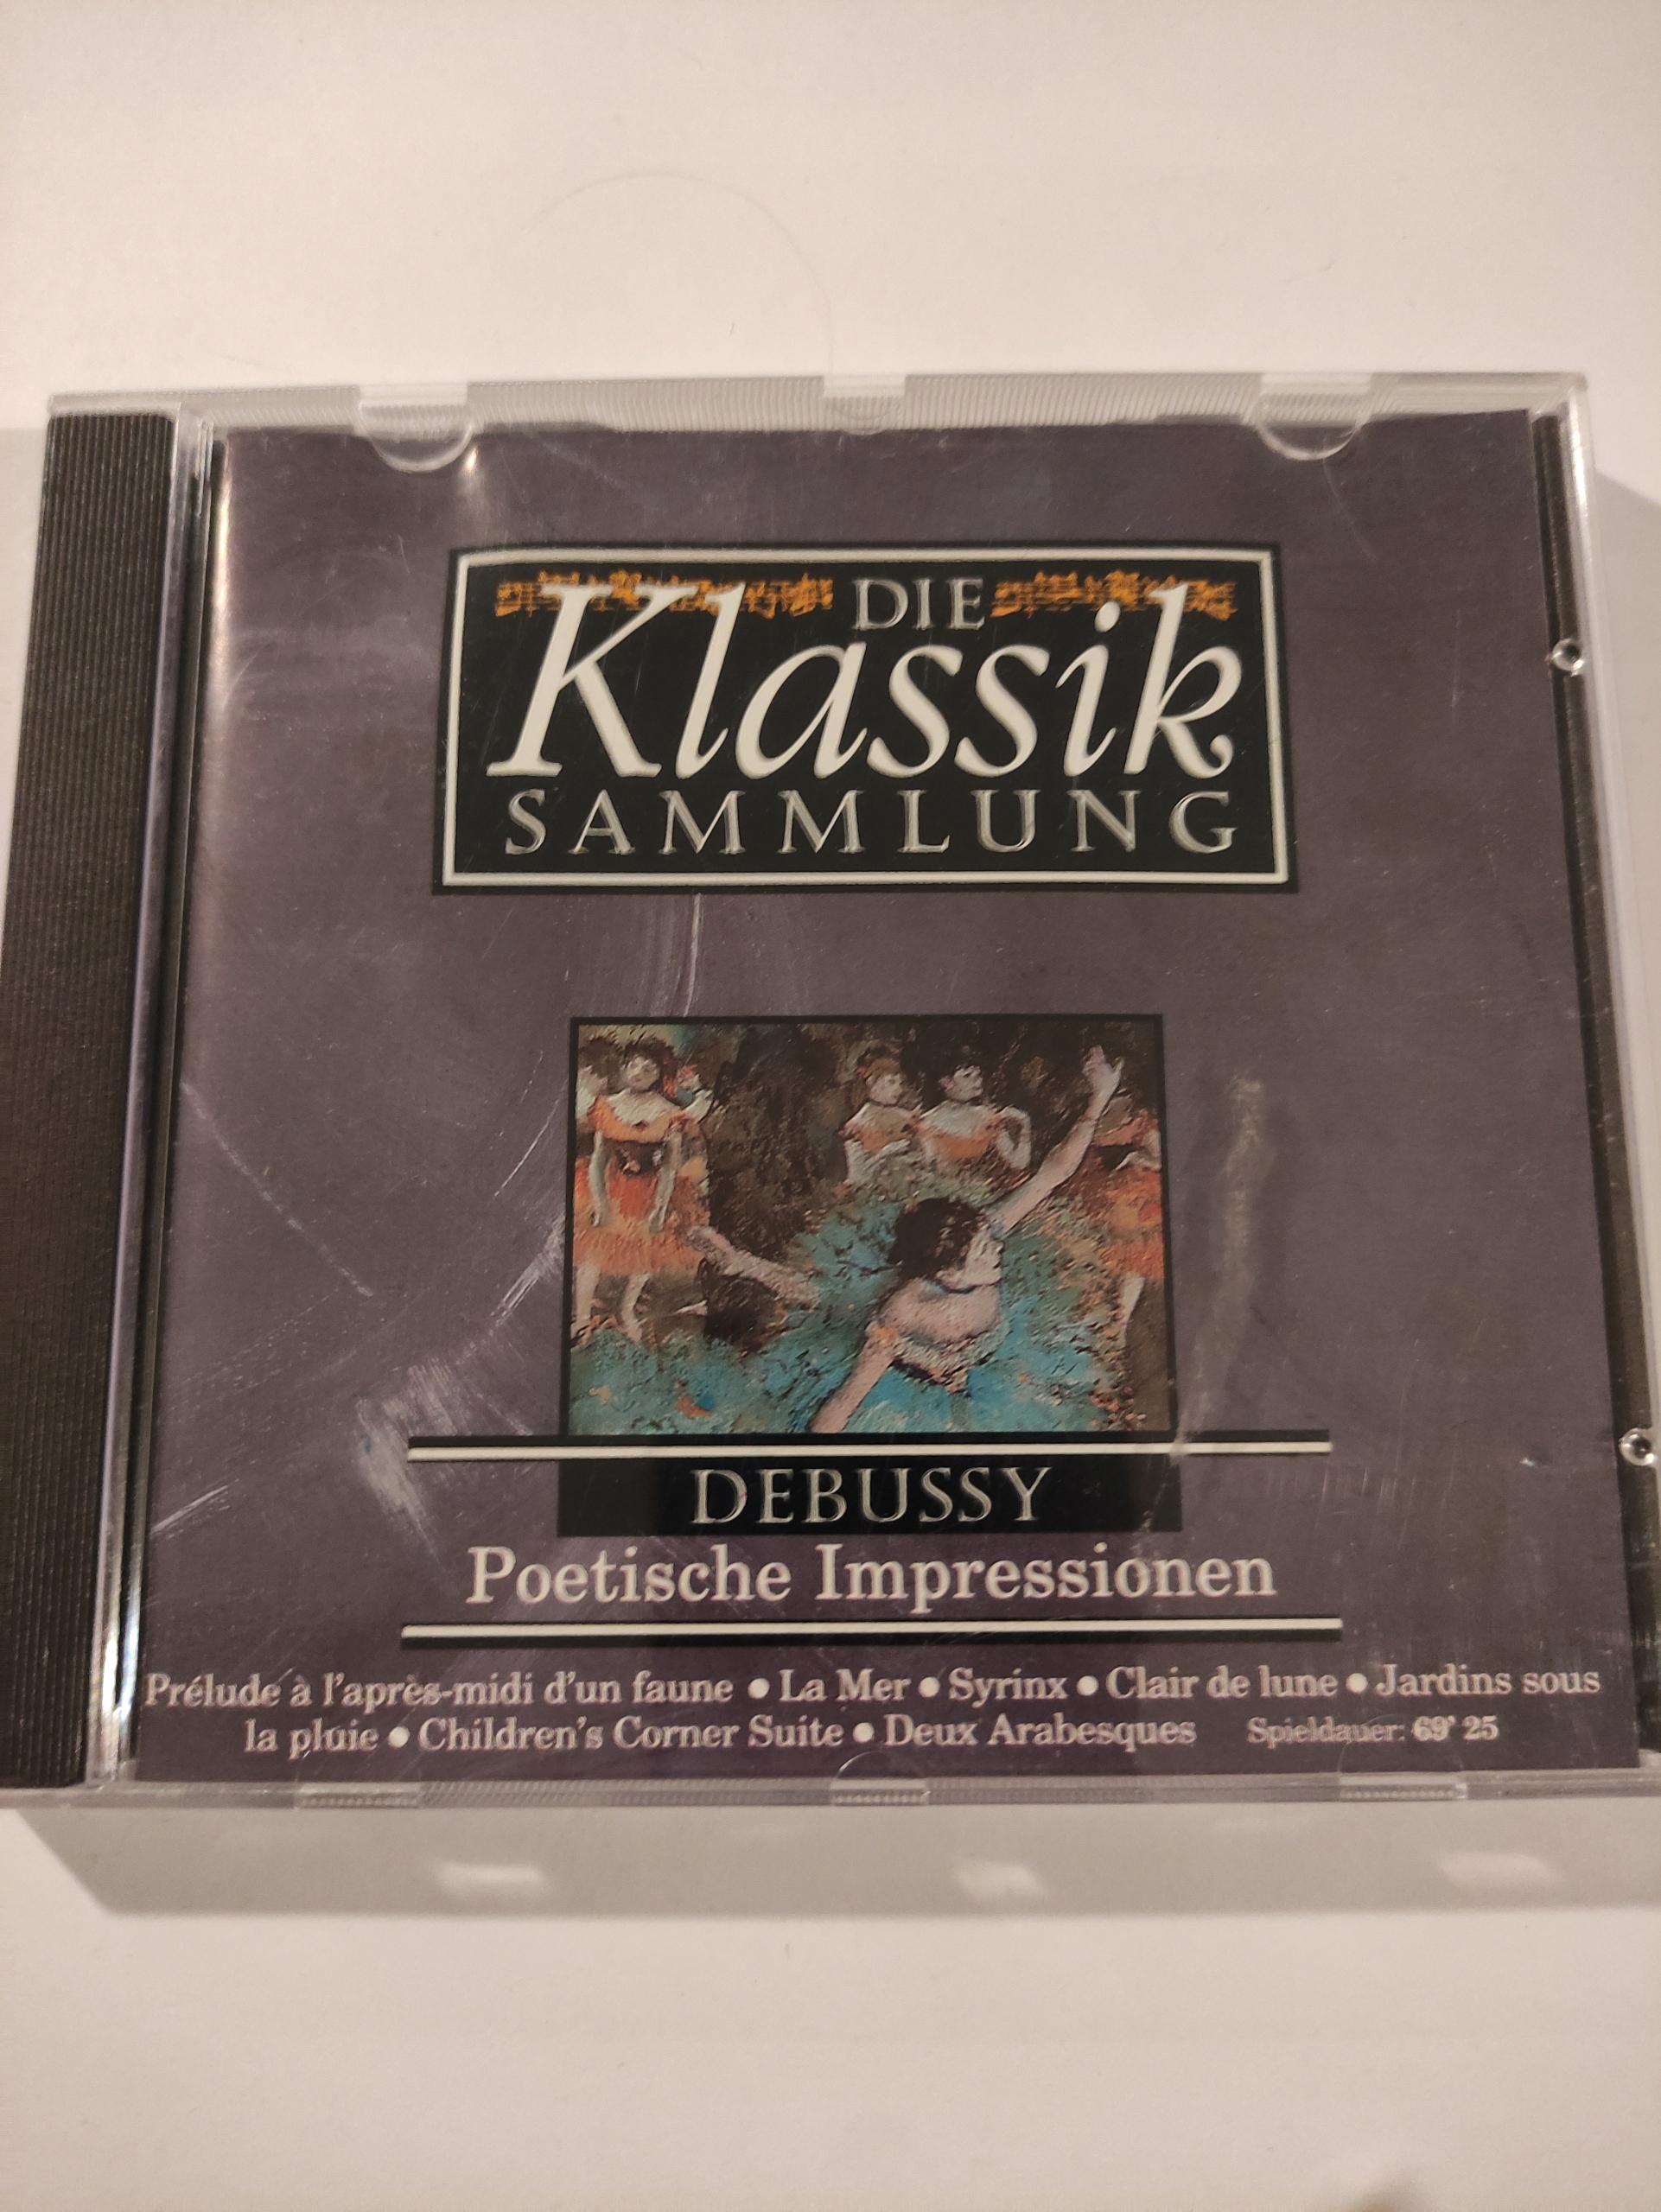 DIE
Klassik
SAMMLUNG
DEBUSSY
Poetische Impressionen
Prélude à l'après-midi d'un faune • La Mer • Syrinx • Clair de lune • Jardins sous
la pluie • Children's Corner Suite • Deux Arabesques Spieldauer: 69' 25